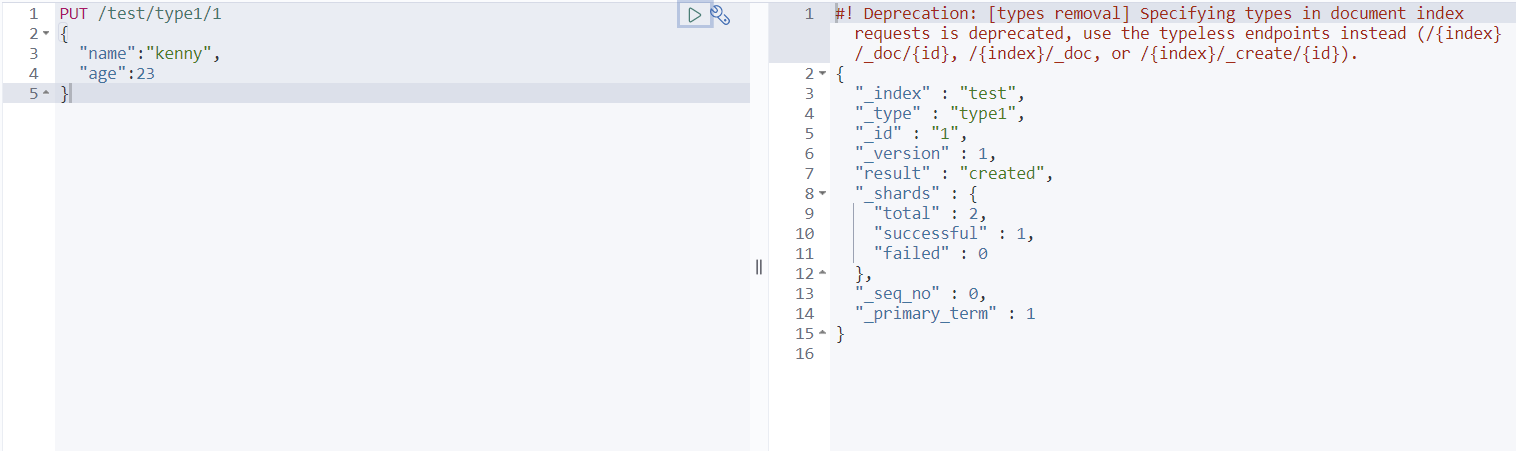 1 PUT /test/type1/1
2 {
3 "name":"kenny",
4 "age":23
5 }
1 #! Deprecation: [types removal] Specifying types in document index
requests is deprecated, use the typeless endpoints instead (/{index}
/_doc/{id}, /{index}/_doc, or /{index}/_create/{id}).
2 {
3 "_index" : "test",
4 "_type" : "type1",
5 "_id" : "1",
6 "_version" : 1,
7 "result" : "created",
8 "_shards" : {
9 "total" : 2,
10 "successful" : 1,
11 "failed" : 0
12 },
13 "_seq_no" : 0,
14 "_primary_term" : 1
15 }
16